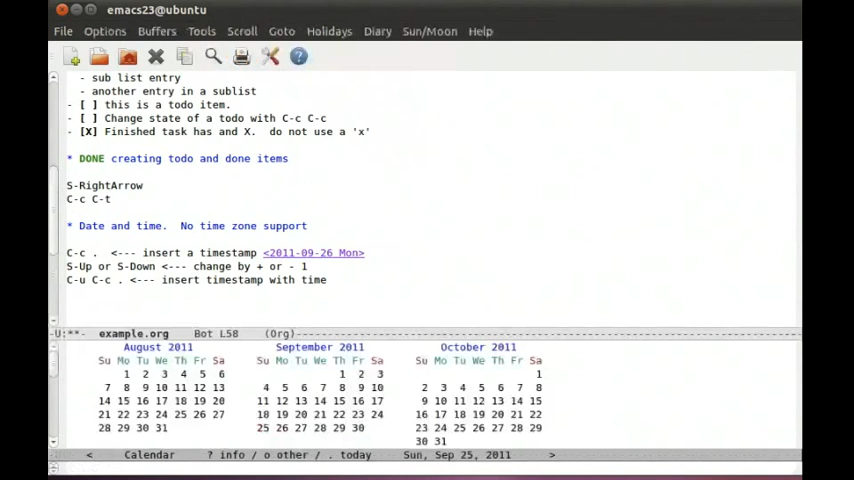 emacs23@ubuntu
File Options Buffers Tools Scroll Goto Holidays Diary Sun/Moon Help
- sub list entry
- another entry in a sublist
- [ ] this is a todo item.
- [ ] Change state of a todo with C-c C-c
- [X] Finished task has and X.  do not use a 'x'
* DONE creating todo and done items
S-RightArrow
C-c C-t
* Date and time.  No time zone support
C-c .  <--- insert a timestamp <2011-09-26 Mon>
S-Up or S-Down <--- change by + or - 1
C-u C-c . <--- insert timestamp with time
-U:**-  example.org  Bot L58  (Org)
August 2011 September 2011 October 2011
Su Mo Tu We Th Fr Sa Su Mo Tu We Th Fr Sa Su Mo Tu We Th Fr Sa
1 2 3 4 5 6 1 2 3 1
7 8 9 10 11 12 13 4 5 6 7 8 9 10 2 3 4 5 6 7 8
14 15 16 17 18 19 20 11 12 13 14 15 16 17 9 10 11 12 13 14 15
21 22 23 24 25 26 27 18 19 20 21 22 23 24 16 17 18 19 20 21 22
28 29 30 31 25 26 27 28 29 30 23 24 25 26 27 28 29
30 31
< Calendar ? info / o other / . today Sun, Sep 25, 2011 >